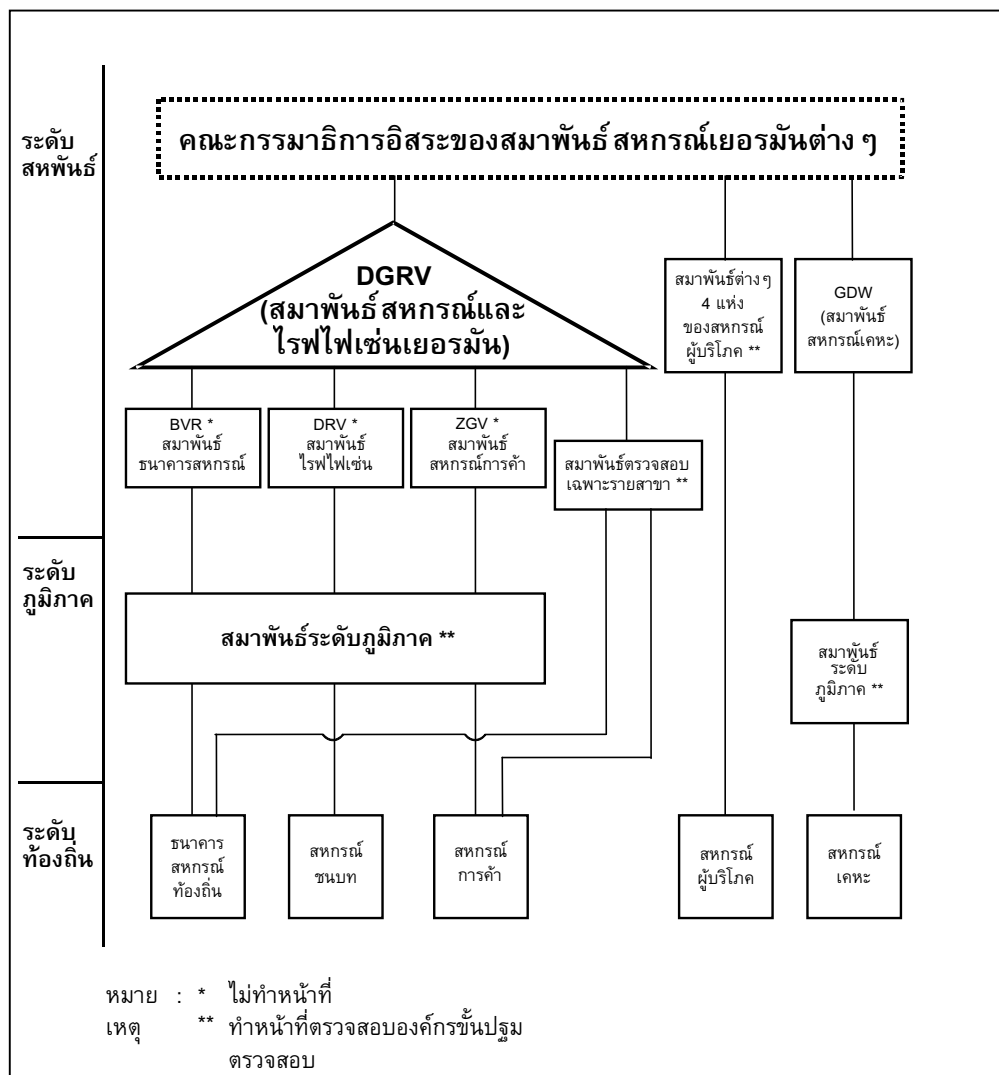 ระดับ
สหพันธ์
คณะกรรมาธิการอิสระของสมาพันธ์สหกรณ์เยอรมันต่าง ๆ
DGRV
(สมาพันธ์สหกรณ์และ
ไรฟไฟเซ่นเยอรมัน)
สมาพันธ์ต่างๆ
4 แห่ง
ของสหกรณ์
ผู้บริโภค **
GDW
(สมาพันธ์
สหกรณ์เคหะ)
BVR *
สมาพันธ์
ธนาคารสหกรณ์
DRV *
สมาพันธ์
ไรฟไฟเซ่น
ZGV *
สมาพันธ์
สหกรณ์การค้า
สมาพันธ์ตรวจสอบ
เฉพาะรายสาขา **
ระดับ
ภูมิภาค
สมาพันธ์ระดับภูมิภาค **
สมาพันธ์
ระดับ
ภูมิภาค **
ระดับ
ท้องถิ่น
ธนาคาร
สหกรณ์
ท้องถิ่น
สหกรณ์
ชนบท
สหกรณ์
การค้า
สหกรณ์
ผู้บริโภค
สหกรณ์
เคหะ
หมาย : * ไม่ทำหน้าที่
เหตุ ** ทำหน้าที่ตรวจสอบองค์กรขั้นปฐม
ตรวจสอบ